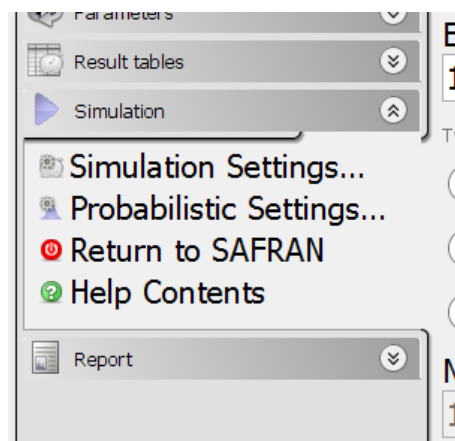 Parameters
Result tables
Simulation
Simulation Settings...
Probabilistic Settings...
Return to SAFRAN
Help Contents
Report